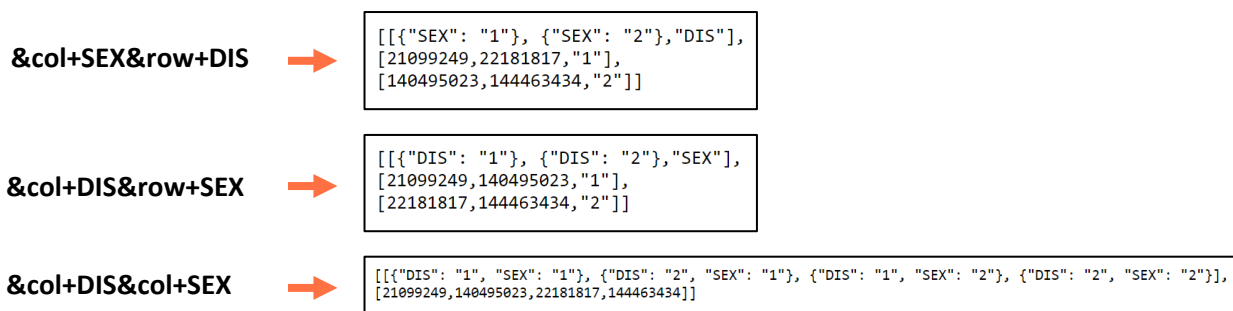 &col+SEX&row+DIS
[[{"SEX": "1"}, {"SEX": "2"},"DIS"],
[21099249,22181817,"1"],
[140495023,144463434,"2"]]
&col+DIS&row+SEX
[[{"DIS": "1"}, {"DIS": "2"},"SEX"],
[21099249,140495023,"1"],
[22181817,144463434,"2"]]
&col+DIS&col+SEX
[[{"DIS": "1", "SEX": "1"}, {"DIS": "2", "SEX": "1"}, {"DIS": "1", "SEX": "2"}, {"DIS": "2", "SEX": "2"}],
[21099249,140495023,22181817,144463434]]